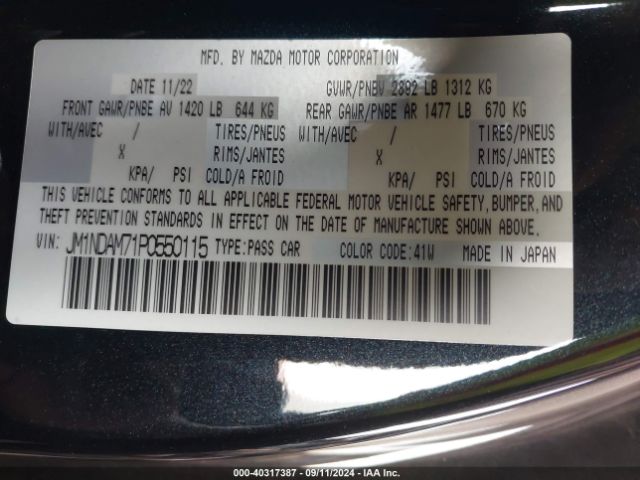 MFD. BY MAZDA MOTOR CORPORATION
DATE 11/22 GVWR/PNBV 2892 LB 1312 KG
FRONT GAWR/PNBE AV 1420 LB 644 KG REAR GAWR/PNBE AR 1477 LB 670 KG
WITH/AVEC / TIRES/PNEUS WITH/AVEC / TIRES/PNEUS
X RIMS/JANTES X RIMS/JANTES
KPA/ PSI COLD/A FROID KPA/ PSI COLD/A FROID
THIS VEHICLE CONFORMS TO ALL APPLICABLE FEDERAL MOTOR VEHICLE SAFETY, BUMPER, AND
THEFT PREVENTION STANDARDS IN EFFECT ON THE DATE OF MANUFACTURE SHOWN ABOVE.
VIN: JM1NDAM71P0550115 TYPE:PASS CAR COLOR CODE:41W MADE IN JAPAN
000-40317387 - 09/11/2024 - IAA Inc.